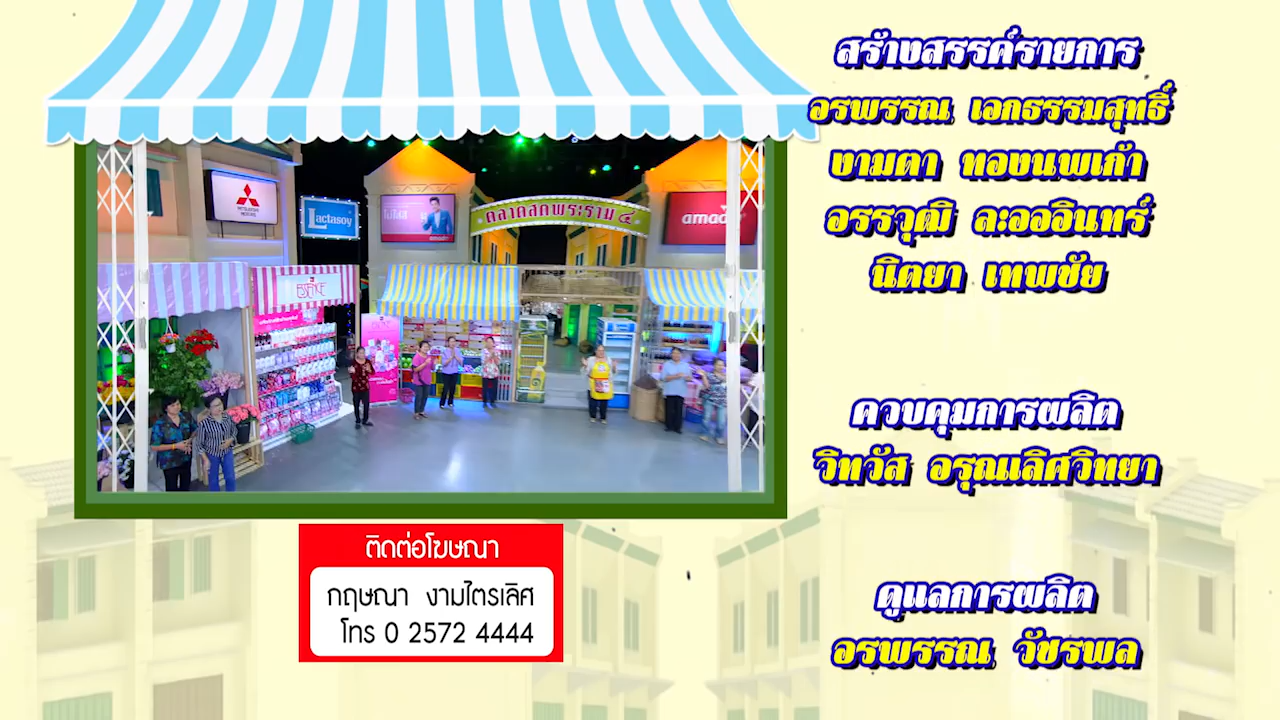 สร้างสรรค์รายการ
อรพรรณ เอกธรรมสุทธิ์
งามตา ทองนพเก้า
อรรวุฒิ ละอออินทร์
นิตยา เทพชัย
ควบคุมการผลิต
วิทวัส อรุณเลิศวิทยา
ดูแลการผลิต
อรพรรณ วัชรพล
MITSUBISHI
Lactasoy
ตลาดสดพระราม ๔
ติดต่อโฆษณา
กฤษณา งามไตรเลิศ
โทร 0 2572 4444